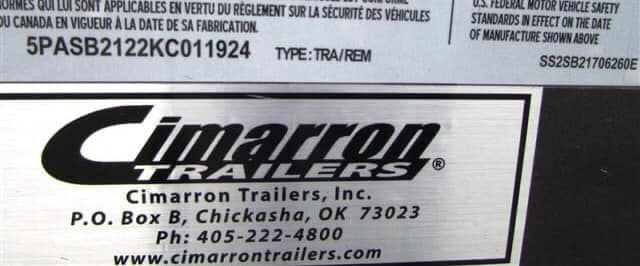 NORMES QUI LUI SONT APPLICABLES EN VERTU DU RÈGLEMENT SUR LA SÉCURITÉ DES VÉHICULES
DU CANADA EN VIGUEUR À LA DATE DE SA FABRICATION.
5PASB2122KC011924 TYPE: TRA/REM
U.S. FEDERAL MOTOR VEHICLE SAFETY
STANDARDS IN EFFECT ON THE DATE
OF MANUFACTURE SHOWN ABOVE
SS2SB21706260E
Cimarron
TRAILERS®
Cimarron Trailers, Inc.
P.O. Box B, Chickasha, OK 73023
Ph: 405-222-4800
www.cimarrontrailers.com